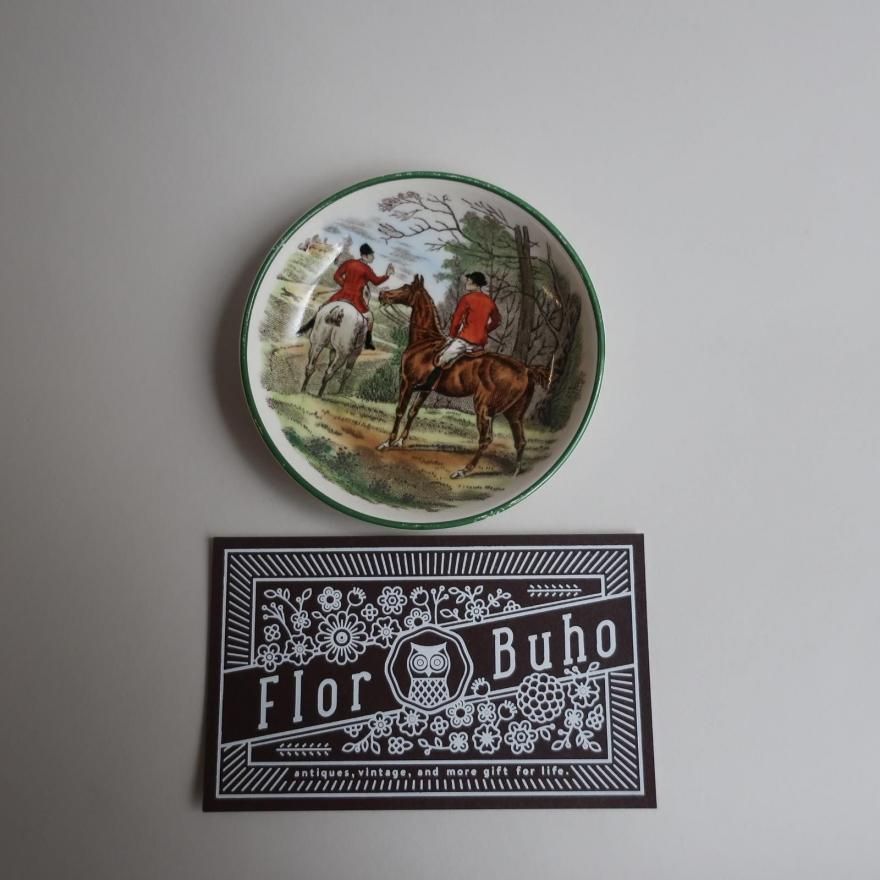 Flor Buho
antiques, vintage, and more gift for life.